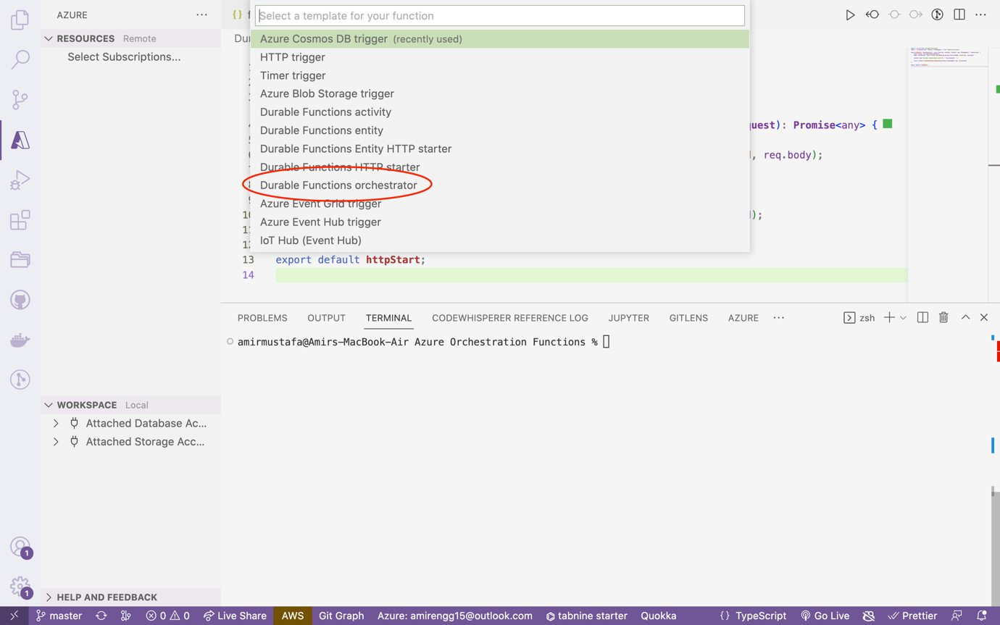 AZURE
RESOURCES Remote
Select Subscriptions...
Select a template for your function
Azure Cosmos DB trigger (recently used)
HTTP trigger
Timer trigger
Azure Blob Storage trigger
Durable Functions activity
Durable Functions entity
Durable Functions Entity HTTP starter
Durable Functions HTTP starter
Durable Functions orchestrator
Azure Event Grid trigger
Azure Event Hub trigger
IoT Hub (Event Hub)
{} f
Dur
quest): Promise<any> {
, req.body);
);
13 export default httpStart;
14
PROBLEMS OUTPUT TERMINAL CODEWHISPERER REFERENCE LOG JUPYTER GITLENS AZURE ... zsh
amirmustafa@Amirs-MacBook-Air Azure Orchestration Functions %
WORKSPACE Local
Attached Database Ac...
Attached Storage Acc...
1
1
HELP AND FEEDBACK
master 0 0 Live Share AWS Git Graph Azure: amirengg15@outlook.com tabnine starter Quokka {} TypeScript Go Live Prettier